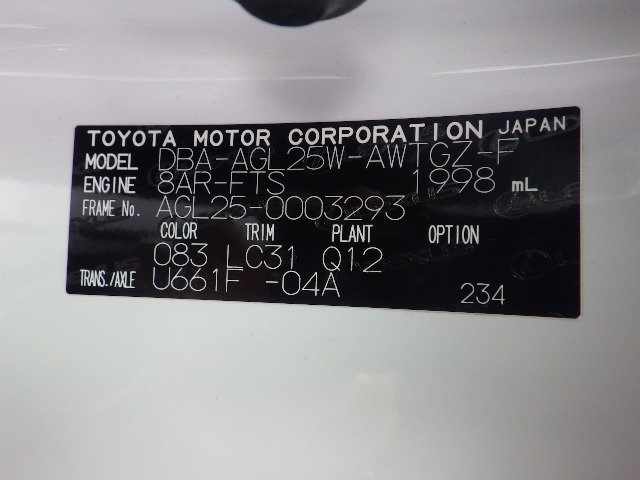 TOYOTA MOTOR CORPORATION JAPAN
MODEL DBA-AGL25W-AWTGZ-F
ENGINE 8AR-FTS 1998 mL
FRAME No. AGL25-0003293
COLOR TRIM PLANT OPTION
083 LC31 Q12
TRANS./AXLE U661F -04A
234